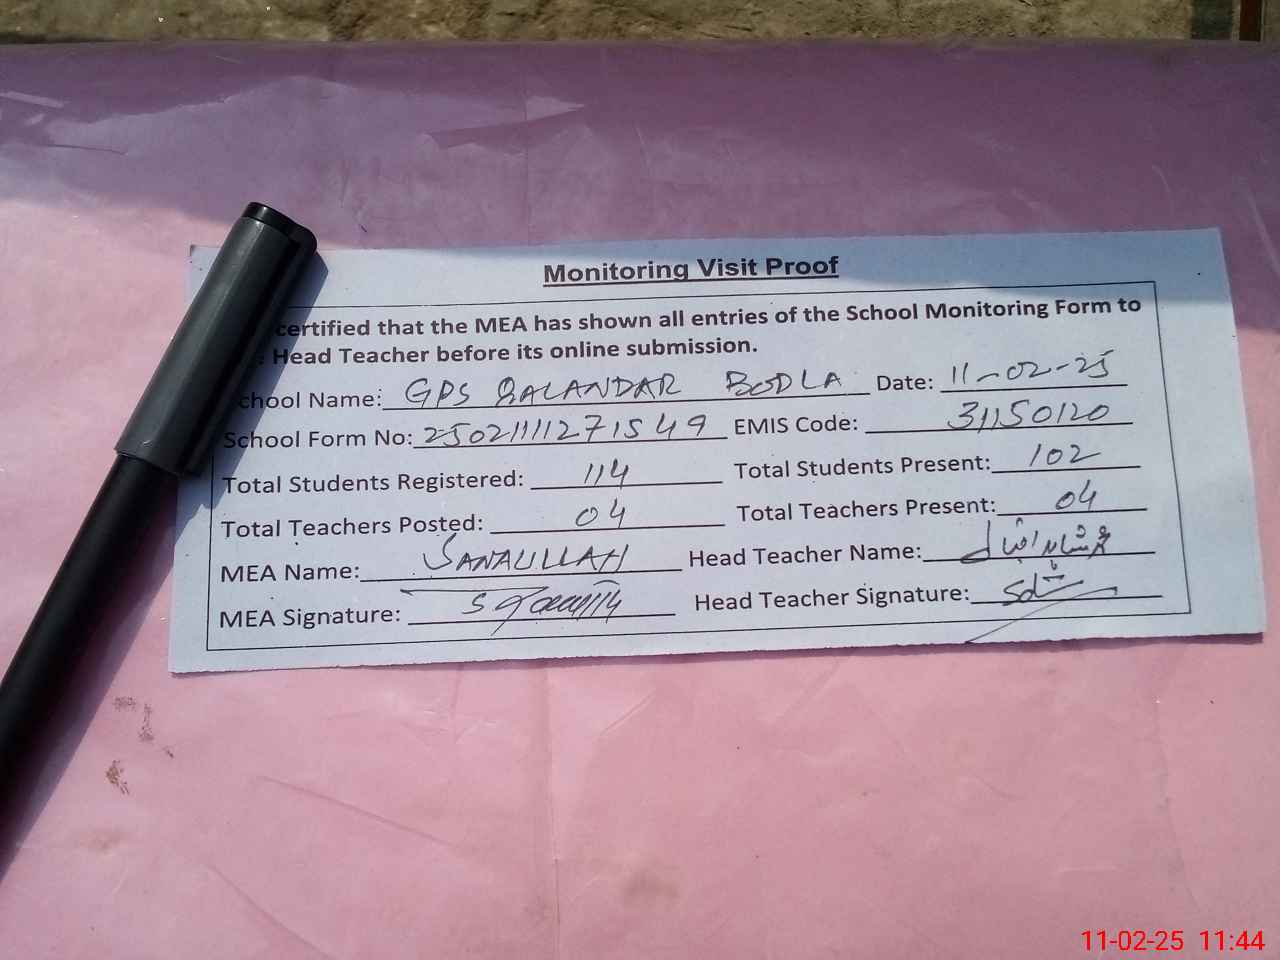 Monitoring Visit Proof
certified that the MEA has shown all entries of the School Monitoring Form to
Head Teacher before its online submission.
chool Name: GPS QALANDAR BODLA Date: 11-02-25
School Form No: 25021111271549 EMIS Code: 31150120
Total Students Registered: 114 Total Students Present: 102
Total Teachers Posted: 04 Total Teachers Present: 04
MEA Name: SANAULLAH Head Teacher Name:
MEA Signature: Head Teacher Signature: Sd
11-02-25 11:44